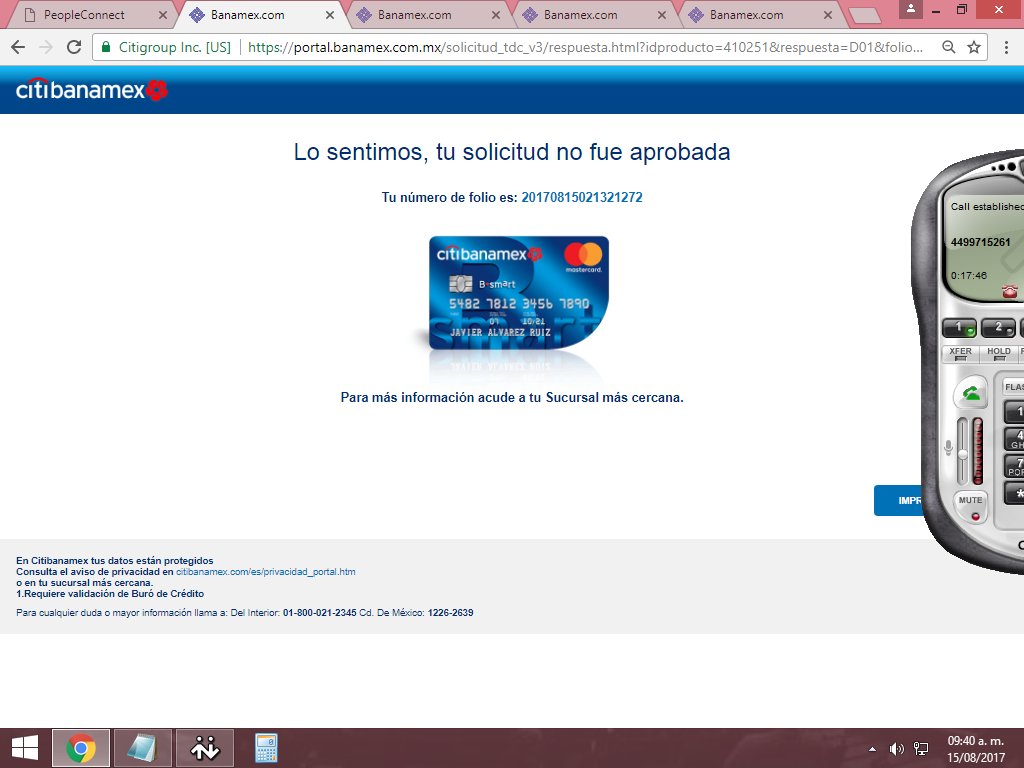 PeopleConnect
Banamex.com
Banamex.com
Banamex.com
Banamex.com
Citigroup Inc. [US]
https://portal.banamex.com.mx/solicitud_tdc_v3/respuesta.html?idproducto=410251&respuesta=D01&folio...
citibanamex
Lo sentimos, tu solicitud no fue aprobada
Tu número de folio es: 20170815021321272
citibanamex
mastercard.
B•smart
5482 7812 3456 7890
07 10/21
JAVIER ALVAREZ RUIZ
Para más información acude a tu Sucursal más cercana.
IMPR
Call established
4499715261
0:17:46
1 2
XFER HOLD
FLAS
1
4
GH
7
*
MUTE
En Citibanamex tus datos están protegidos
Consulta el aviso de privacidad en citibanamex.com/es/privacidad_portal.htm
o en tu sucursal más cercana.
1.Requiere validación de Buró de Crédito
Para cualquier duda o mayor información llama a: Del Interior: 01-800-021-2345 Cd. De México: 1226-2639
09:40 a. m.
15/08/2017